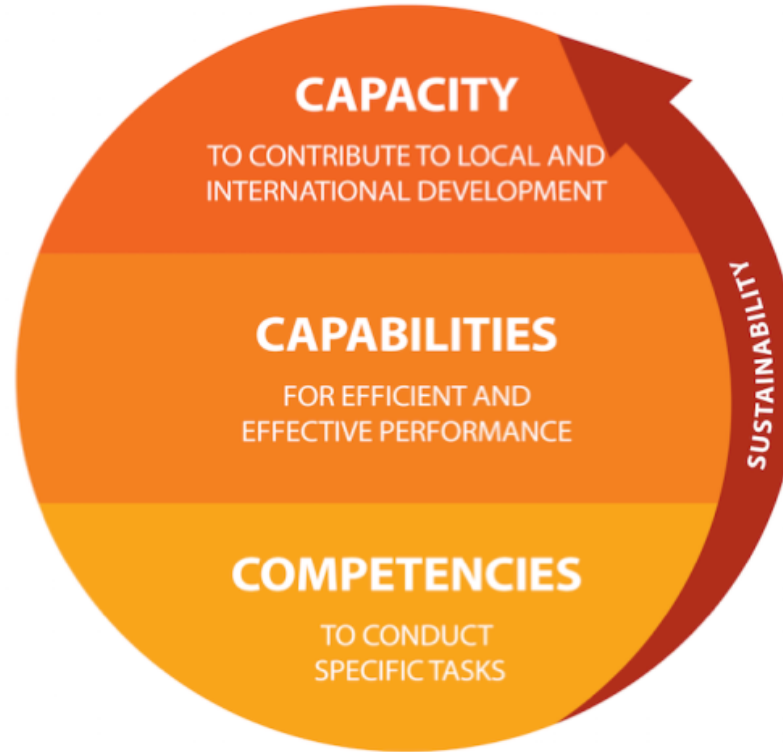 CAPACITY
TO CONTRIBUTE TO LOCAL AND
INTERNATIONAL DEVELOPMENT
CAPABILITIES
FOR EFFICIENT AND
EFFECTIVE PERFORMANCE
SUSTAINABILITY
COMPETENCIES
TO CONDUCT
SPECIFIC TASKS